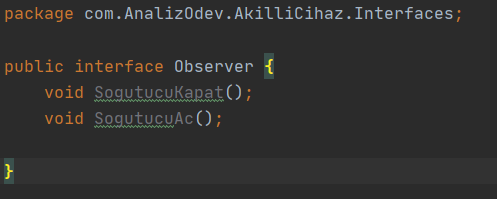 package com.AnalizOdev.AkilliCihaz.Interfaces;
public interface Observer {
void SogutucuKapat();
void SogutucuAc();
}